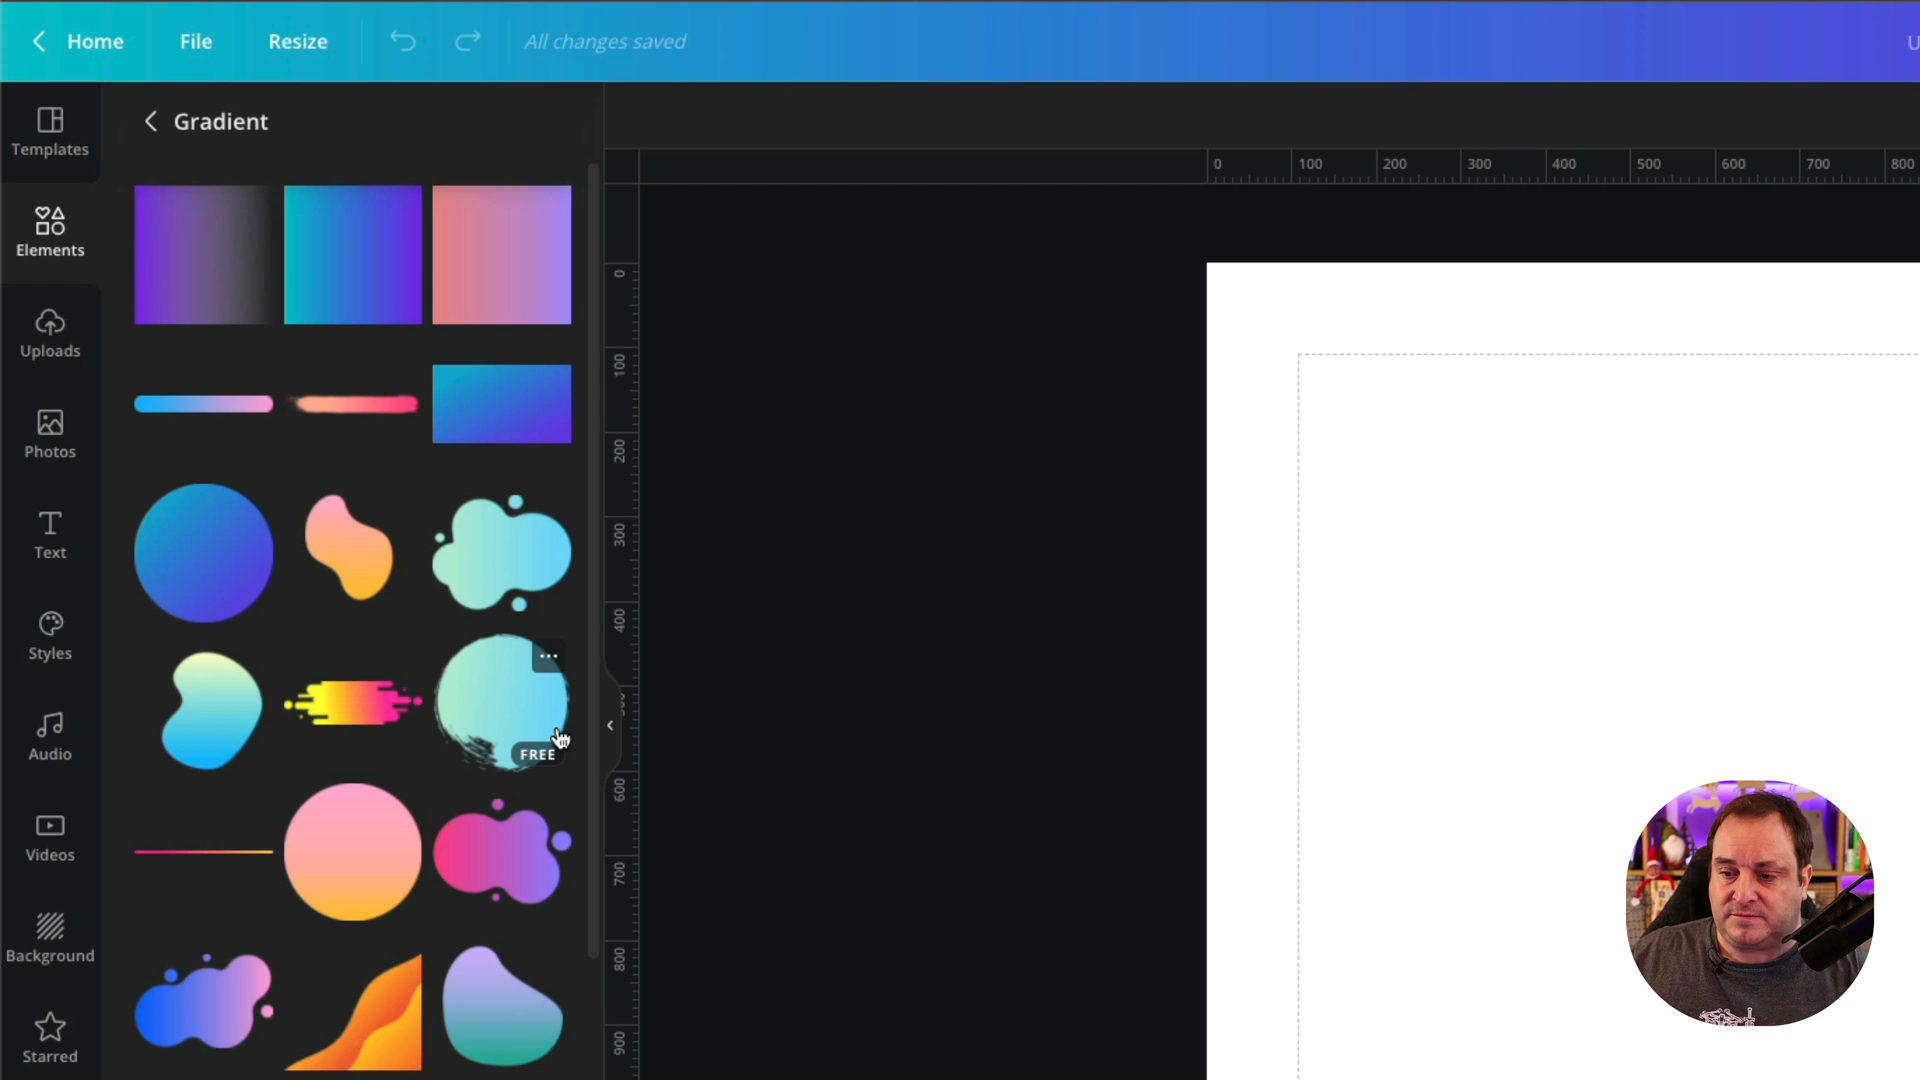 Home File Resize All changes saved U
Gradient
Templates
Elements
Uploads
Photos
Text
Styles
Audio
Videos
Background
Starred
FREE
0 100 200 300 400 500 600 700 800
0
100
200
300
400
600
700
800
900